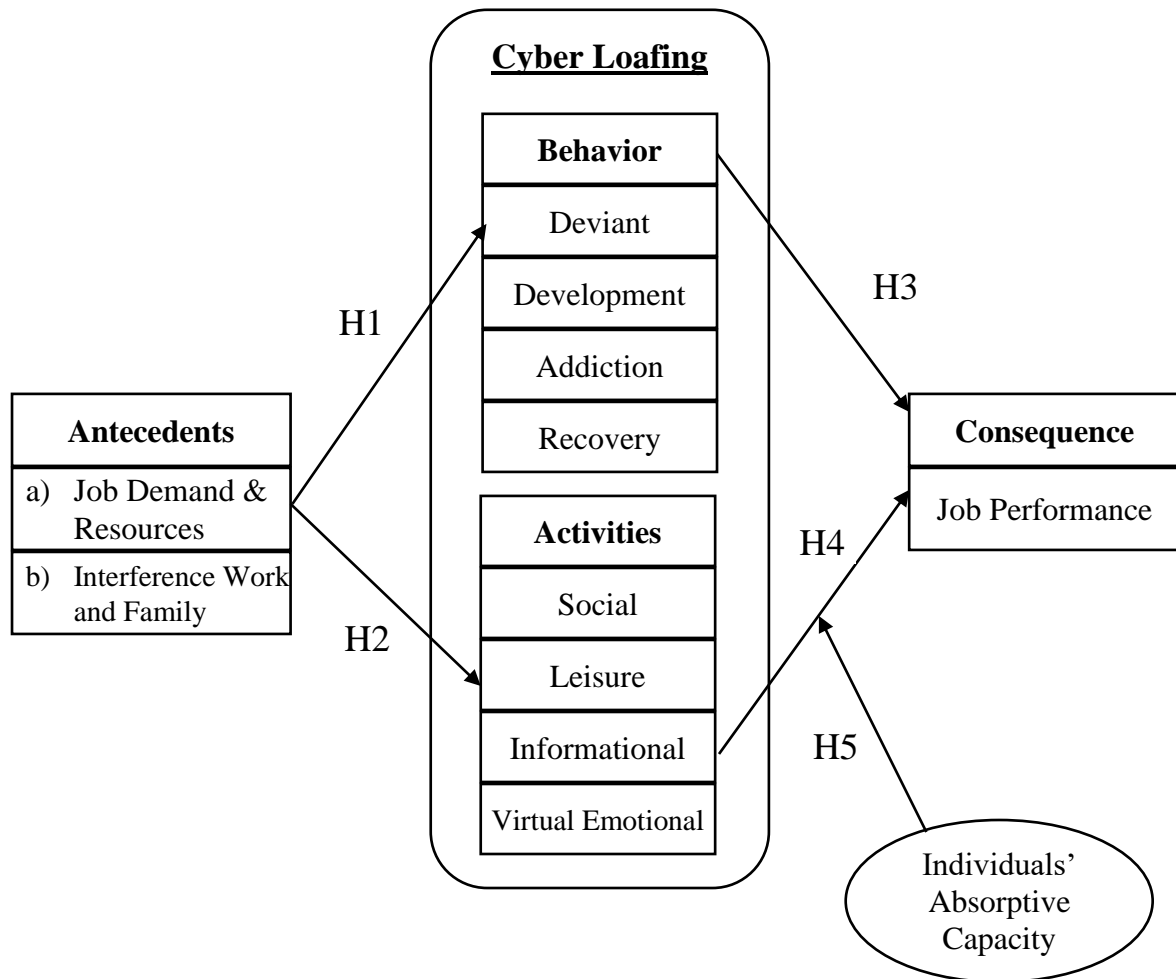 Cyber Loafing
Behavior
Deviant
Development
Addiction
Recovery
Activities
Social
Leisure
Informational
Virtual Emotional
H1
H2
Antecedents
a) Job Demand &
Resources
b) Interference Work
and Family
H3
H4
H5
Consequence
Job Performance
Individuals’
Absorptive
Capacity